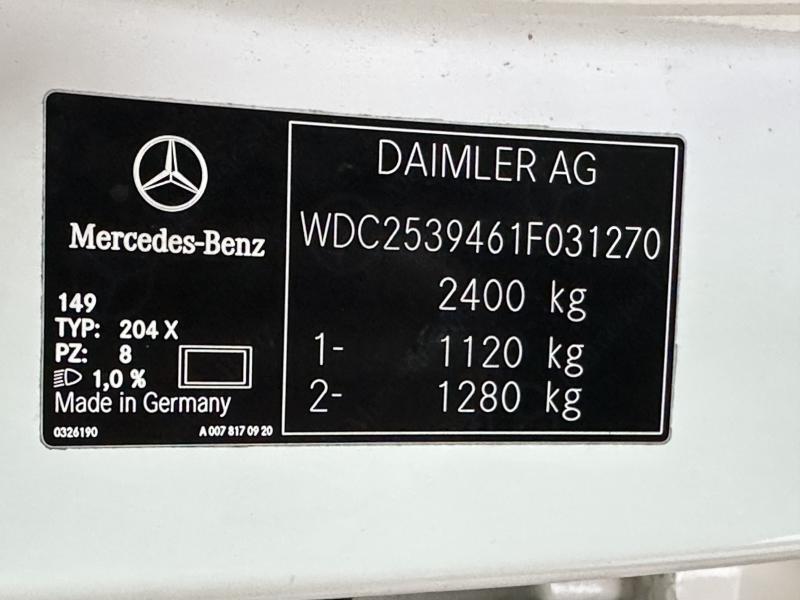 Mercedes-Benz
149
TYP: 204 X
PZ: 8
1,0 %
Made in Germany
0326190 A 007 817 09 20
DAIMLER AG
WDC2539461F031270
2400 kg
1- 1120 kg
2- 1280 kg